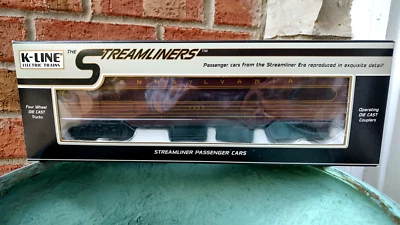 K-LINE
ELECTRIC TRAINS
THE STREAMLINERS™
Passenger cars from the Streamliner Era reproduced in exquisite detail!
Four Wheel
DIE CAST
Trucks
Operating
DIE CAST
Couplers
STREAMLINER PASSENGER CARS